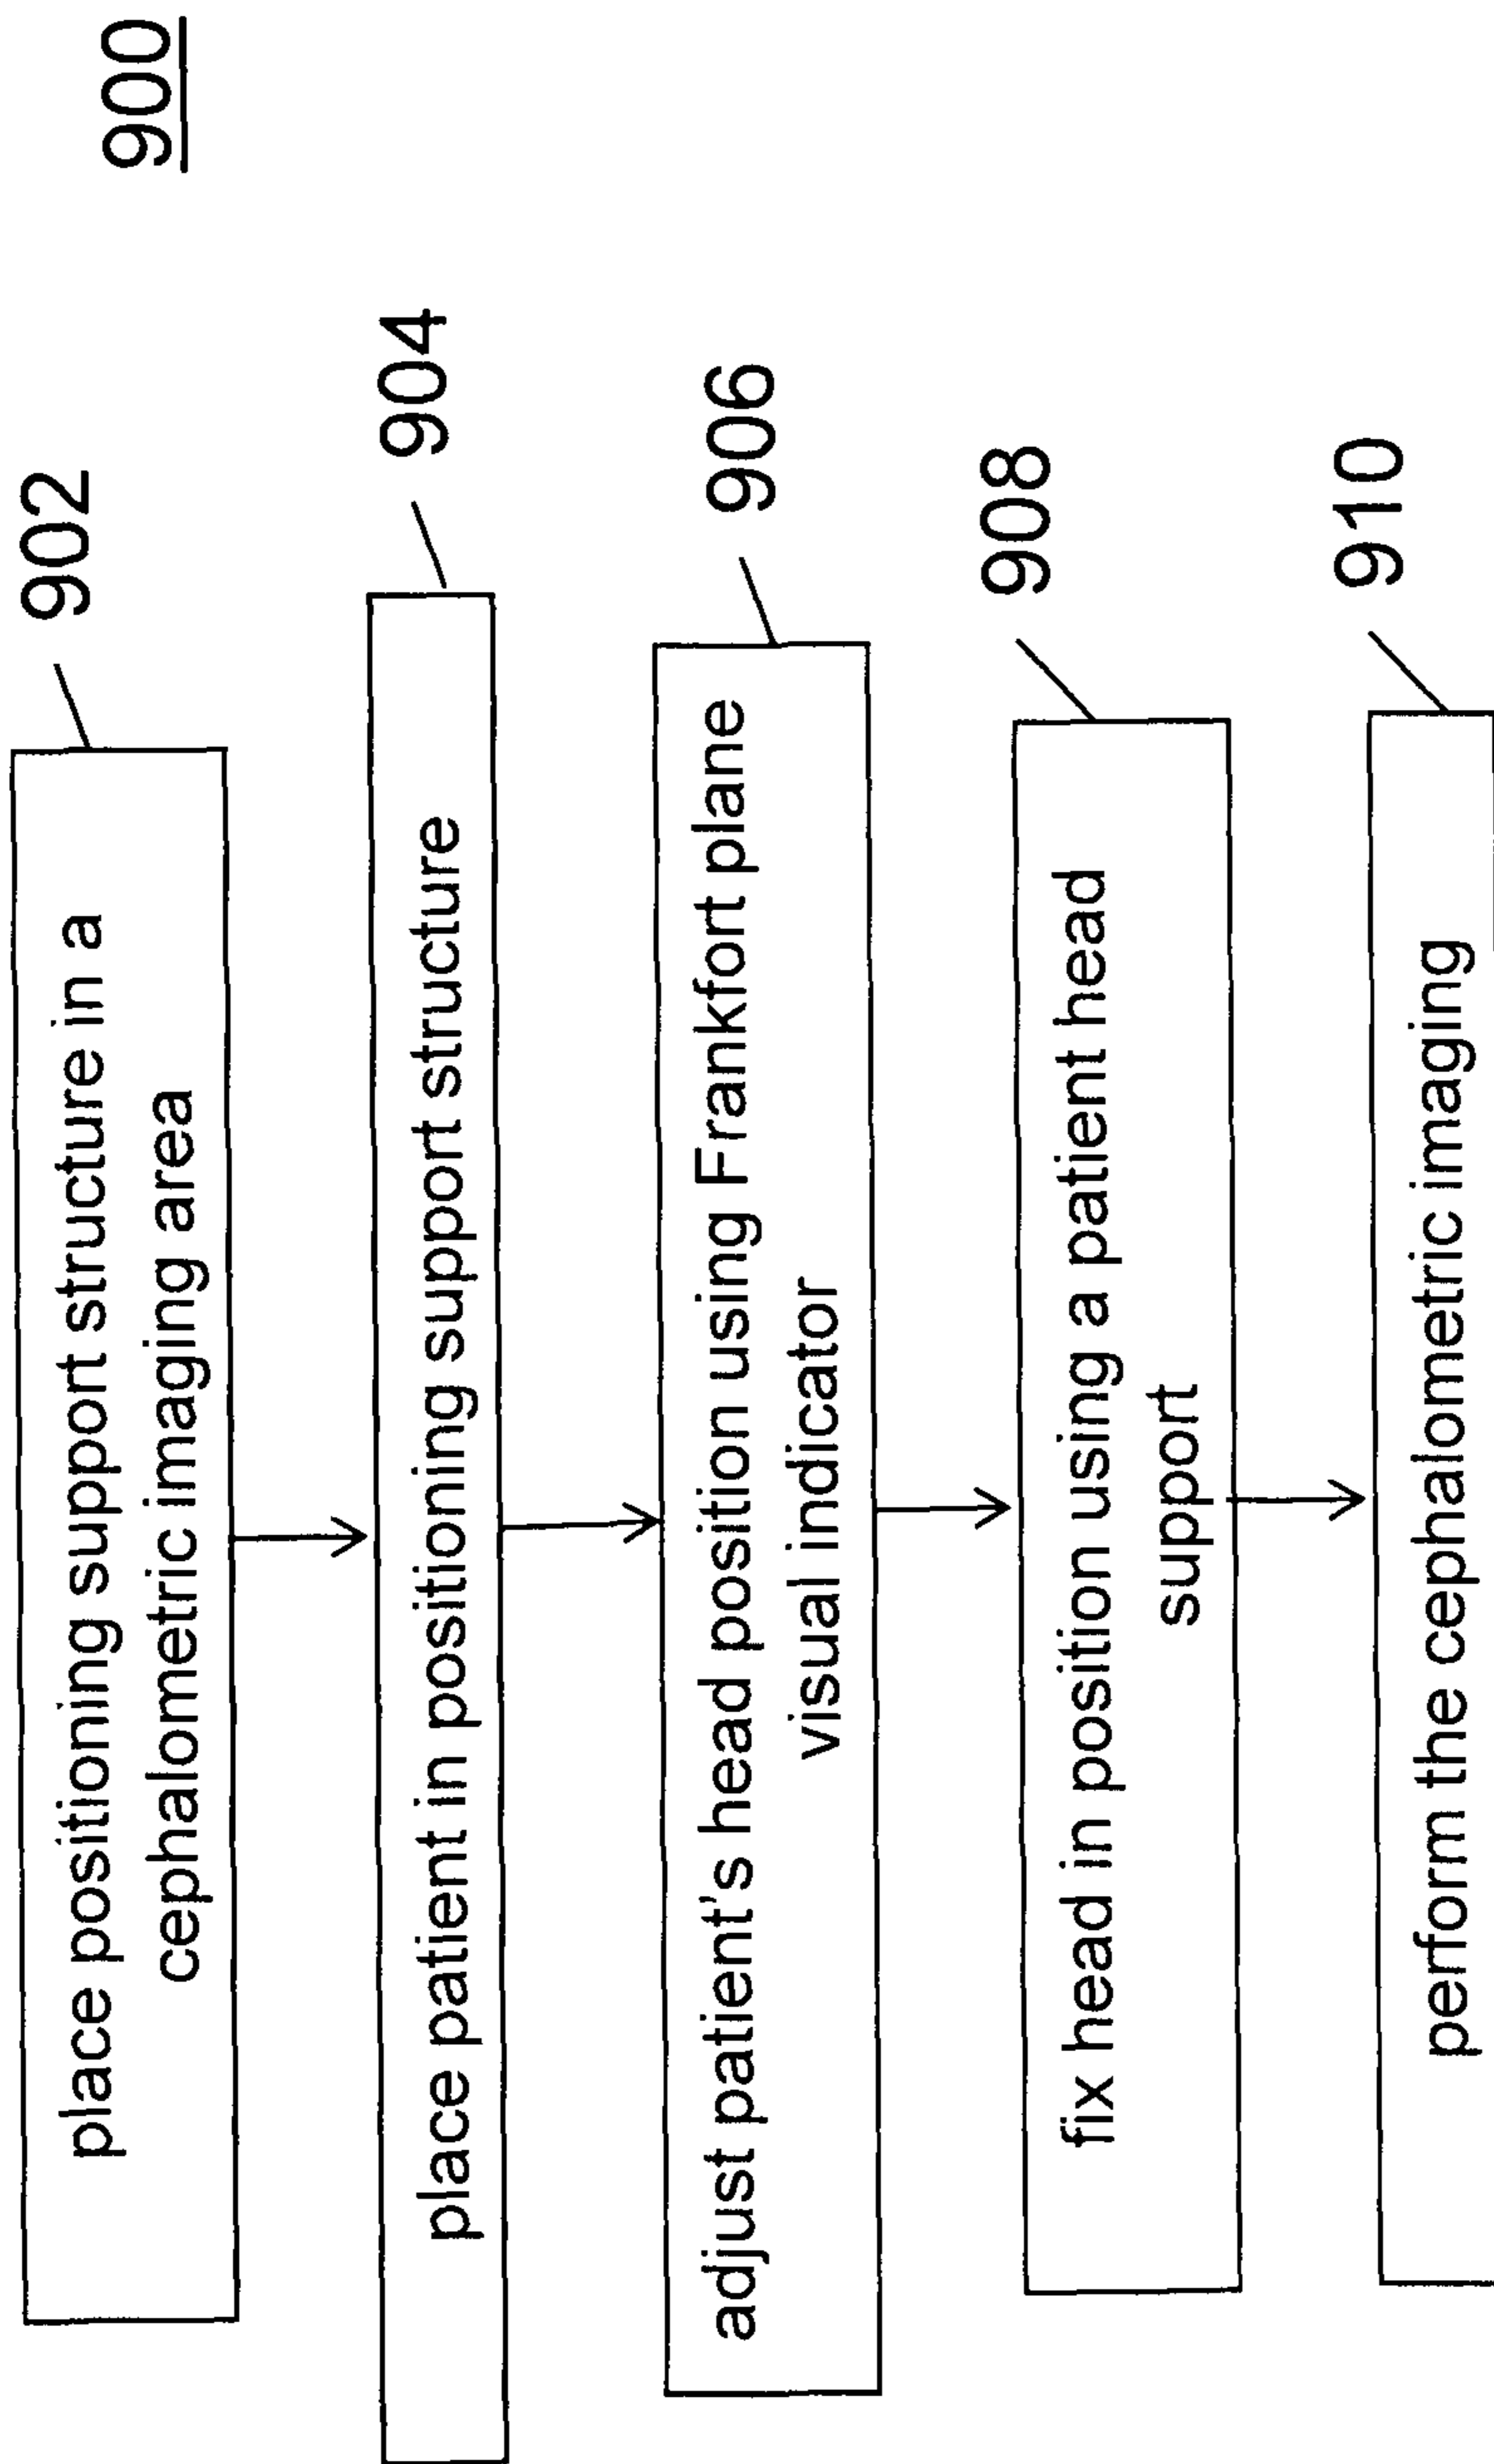 900
902
place positioning support structure in a
cephalometric imaging area
904
place patient in positioning support structure
906
adjust patient's head position using Frankfort plane
visual indicator
908
fix head in position using a patient head
support
910
perform the cephalometric imaging